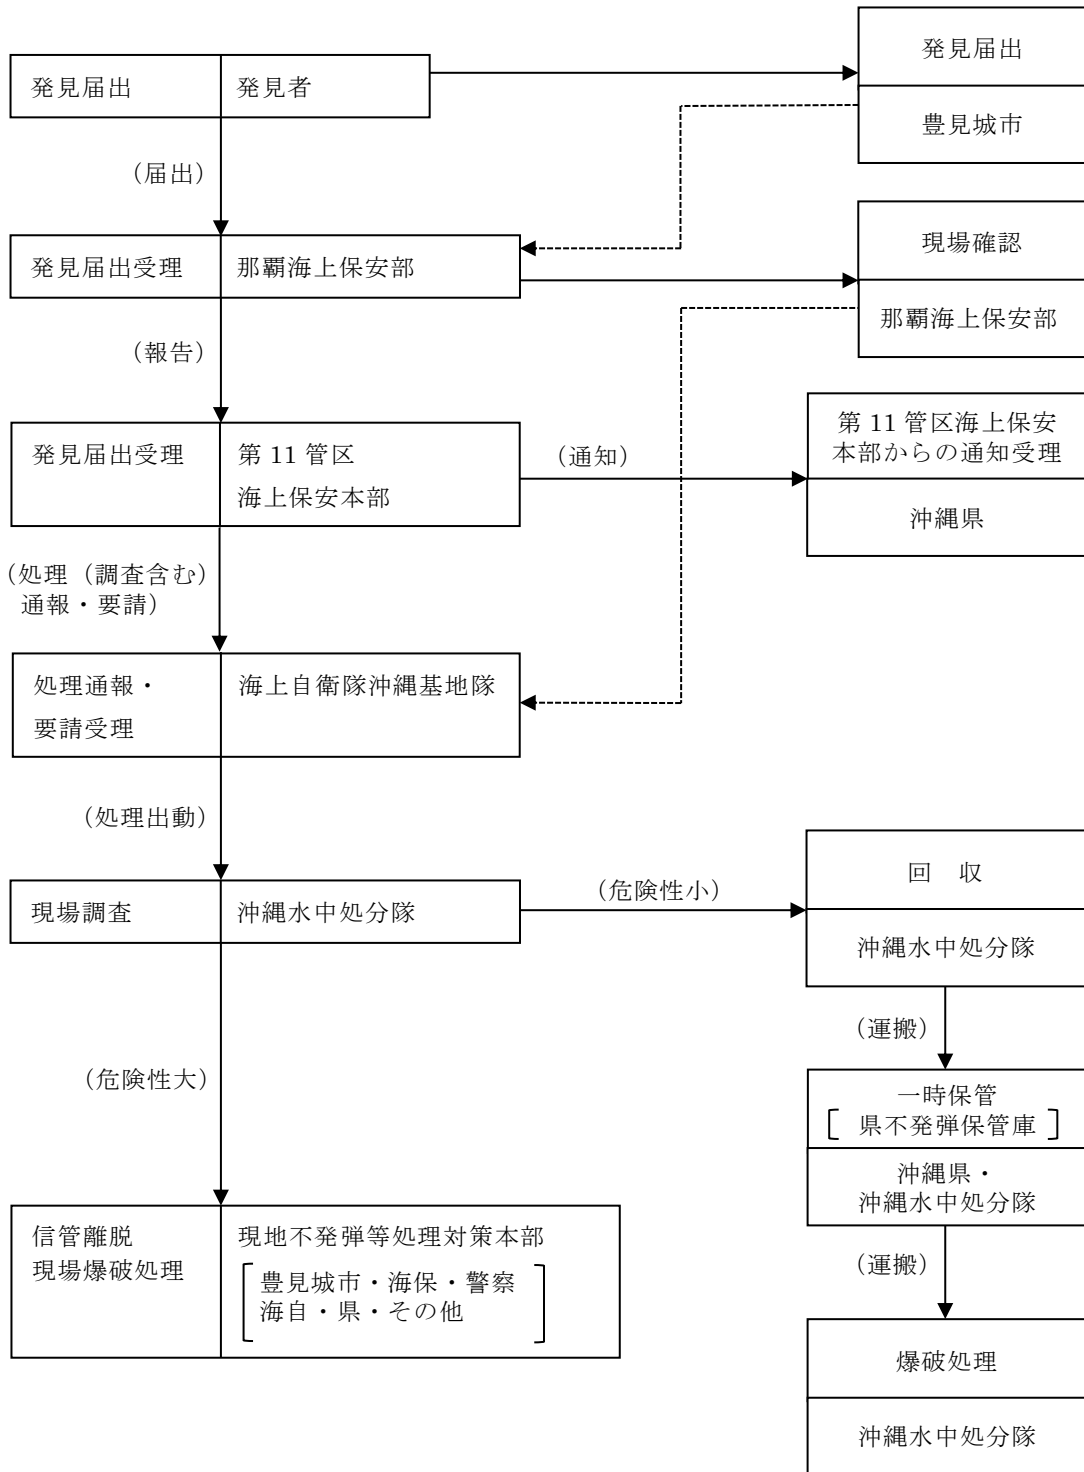 発見届出
発見届出 発見者
豊見城市
（届出）
現場確認
発見届出受理 那覇海上保安部
那覇海上保安部
（報告）
第 11 管区海上保安
本部からの通知受理
発見届出受理 第 11 管区
海上保安本部
（通知）
沖縄県
（処理（調査含む）
通報・要請）
処理通報・
要請受理
海上自衛隊沖縄基地隊
（処理出動）
回　収
現場調査 沖縄水中処分隊
（危険性小）
沖縄水中処分隊
（運搬）
（危険性大）
一時保管
［ 県不発弾保管庫 ］
沖縄県・
沖縄水中処分隊
信管離脱
現場爆破処理
現地不発弾等処理対策本部
豊見城市・海保・警察
海自・県・その他
（運搬）
爆破処理
沖縄水中処分隊